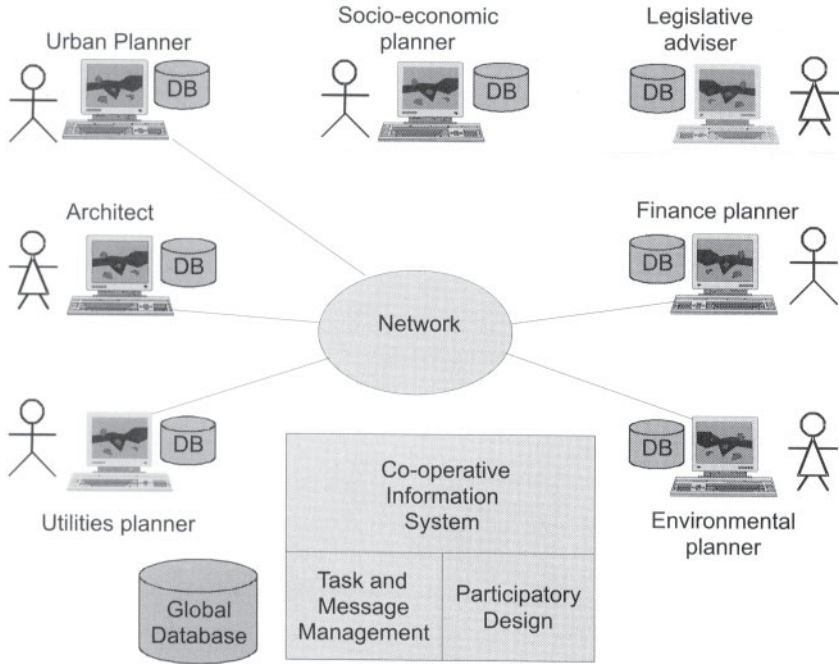 Urban Planner
DB
Socio-economic
planner
DB
Legislative
adviser
DB
Architect
DB
Finance planner
DB
Network
DB
Utilities planner
DB
Environmental
planner
Co-operative
Information
System
Global
Database
Task and
Message
Management
Participatory
Design